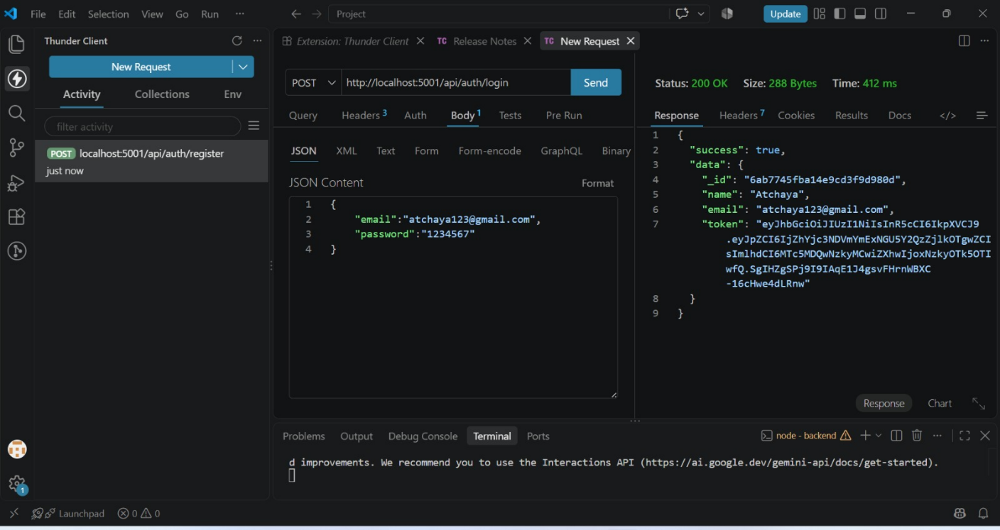 File Edit Selection View Go Run ···
Project
Update
Thunder Client
New Request
Activity Collections Env
filter activity
POST localhost:5001/api/auth/register
just now
Extension: Thunder Client
TC Release Notes
TC New Request
POST http://localhost:5001/api/auth/login Send
Query Headers 3 Auth Body 1 Tests Pre Run
JSON XML Text Form Form-encode GraphQL Binary
JSON Content Format
1 {
2 "email":"atchaya123@gmail.com",
3 "password":"1234567"
4 }
Status: 200 OK Size: 288 Bytes Time: 412 ms
Response Headers 7 Cookies Results Docs </>
1 {
2 "success": true,
3 "data": {
4 "_id": "6ab7745fba14e9cd3f9d980d",
5 "name": "Atchaya",
6 "email": "atchaya123@gmail.com",
7 "token": "eyJhbGciOiJIUzI1NiIsInR5cCI6IkpXVCJ9
.eyJpZCI6IjZhYjc3NDVmYmExNGU5Y2QzZjlkOTgwZCI
sImlhdCI6MTc5MDQwNzkyMCwiZXhwIjoxNzkyOTk5OTI
wfQ.SgIHZgSPj9I9IAqE1J4gsvFHrnWBXC
-16cHwe4dLRnw"
8 }
9 }
Response Chart
Problems Output Debug Console Terminal Ports
node - backend
d improvements. We recommend you to use the Interactions API (https://ai.google.dev/gemini-api/docs/get-started).
1
Launchpad 0 0